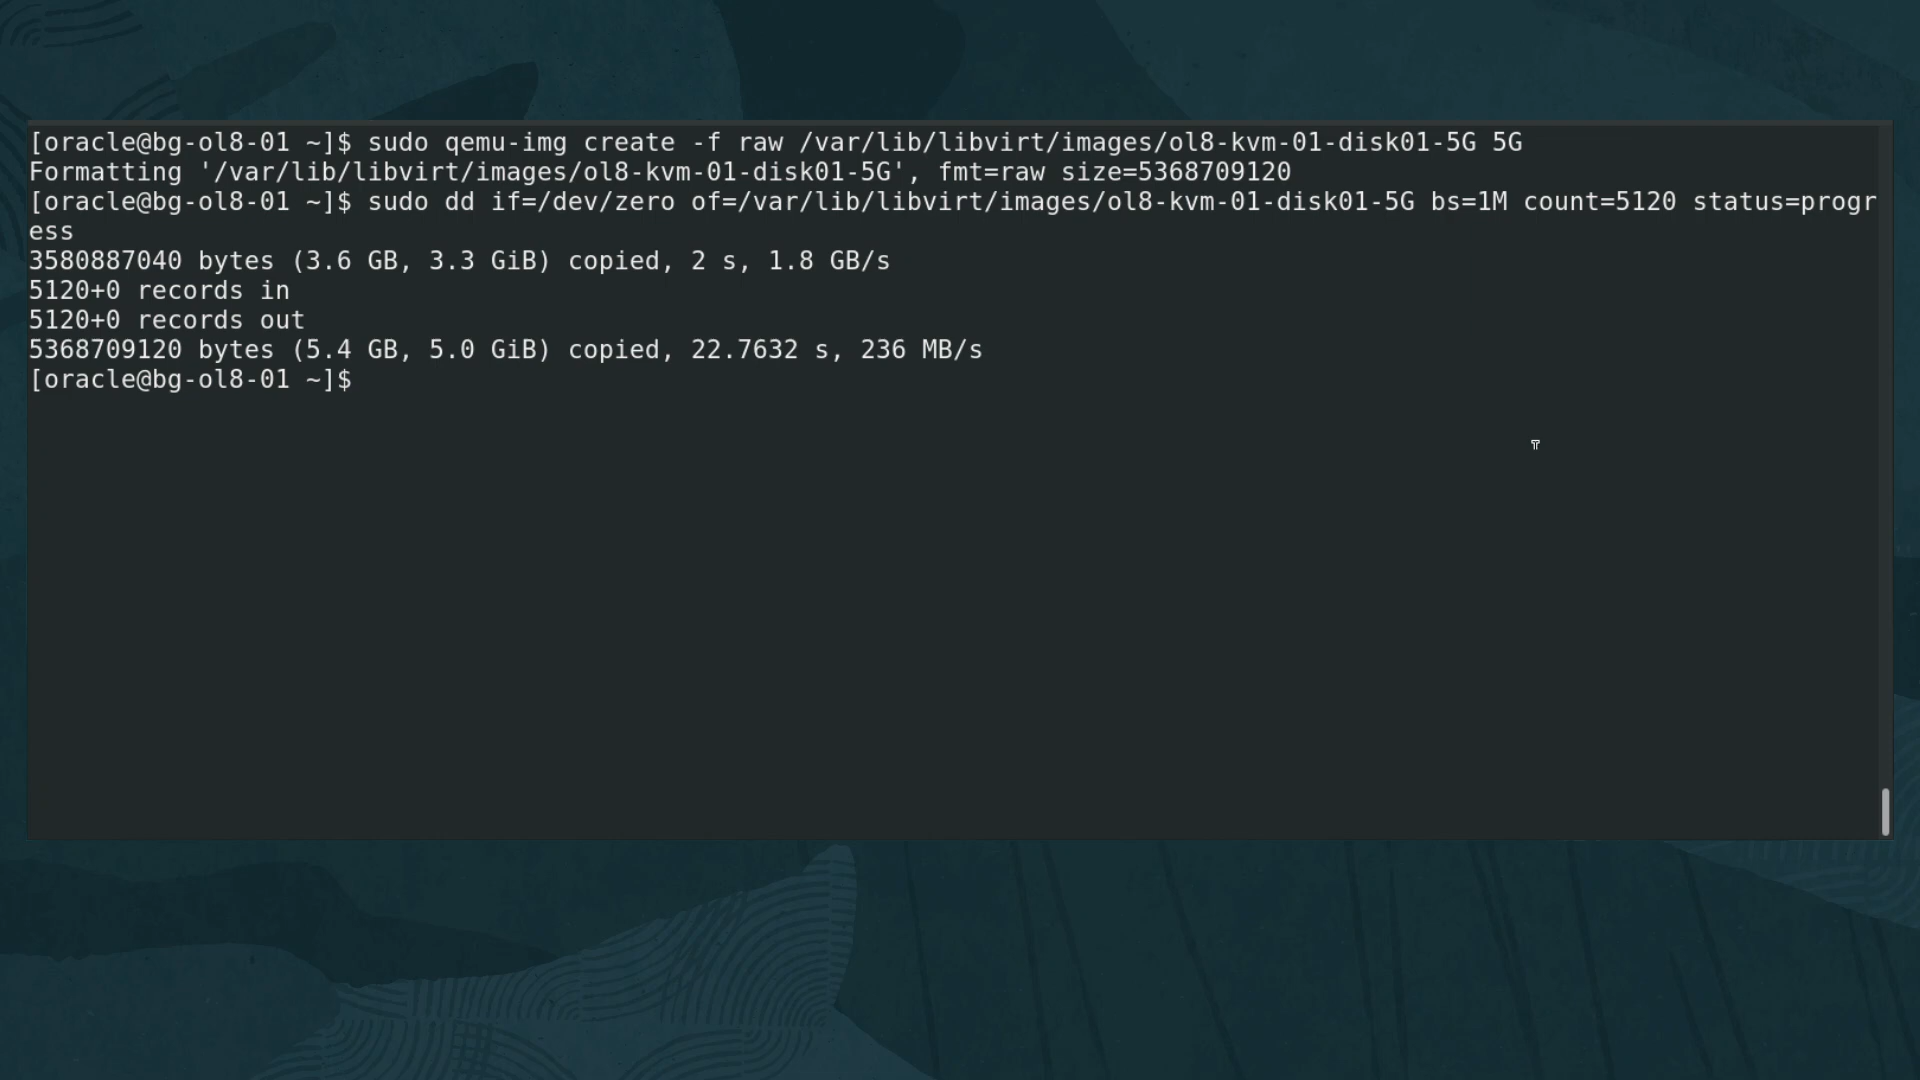 [oracle@bg-ol8-01 ~]$ sudo qemu-img create -f raw /var/lib/libvirt/images/ol8-kvm-01-disk01-5G 5G
Formatting '/var/lib/libvirt/images/ol8-kvm-01-disk01-5G', fmt=raw size=5368709120
[oracle@bg-ol8-01 ~]$ sudo dd if=/dev/zero of=/var/lib/libvirt/images/ol8-kvm-01-disk01-5G bs=1M count=5120 status=progr
ess
3580887040 bytes (3.6 GB, 3.3 GiB) copied, 2 s, 1.8 GB/s
5120+0 records in
5120+0 records out
5368709120 bytes (5.4 GB, 5.0 GiB) copied, 22.7632 s, 236 MB/s
[oracle@bg-ol8-01 ~]$